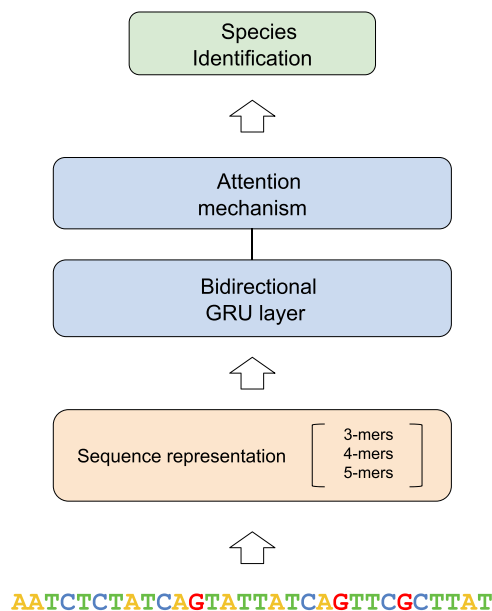 Species
Identification
Attention
mechanism
Bidirectional
GRU layer
Sequence representation
3-mers
4-mers
5-mers
AATCTCTATCAGTATTATCAGTTCGCTTAT